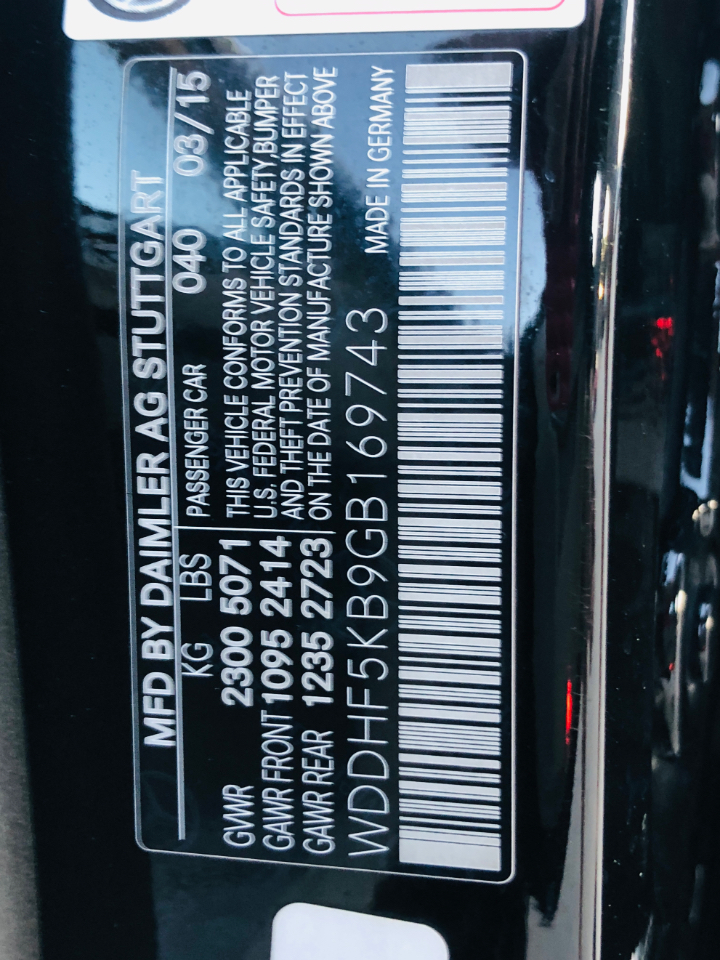 MFD BY DAIMLER AG STUTTGART
KG LBS PASSENGER CAR 040 03/15
GWR 2300 5071 THIS VEHICLE CONFORMS TO ALL APPLICABLE
GAWR FRONT 1095 2414 U.S. FEDERAL MOTOR VEHICLE SAFETY,BUMPER
GAWR REAR 1235 2723 AND THEFT PREVENTION STANDARDS IN EFFECT
ON THE DATE OF MANUFACTURE SHOWN ABOVE
WDDHF5KB9GB169743 MADE IN GERMANY